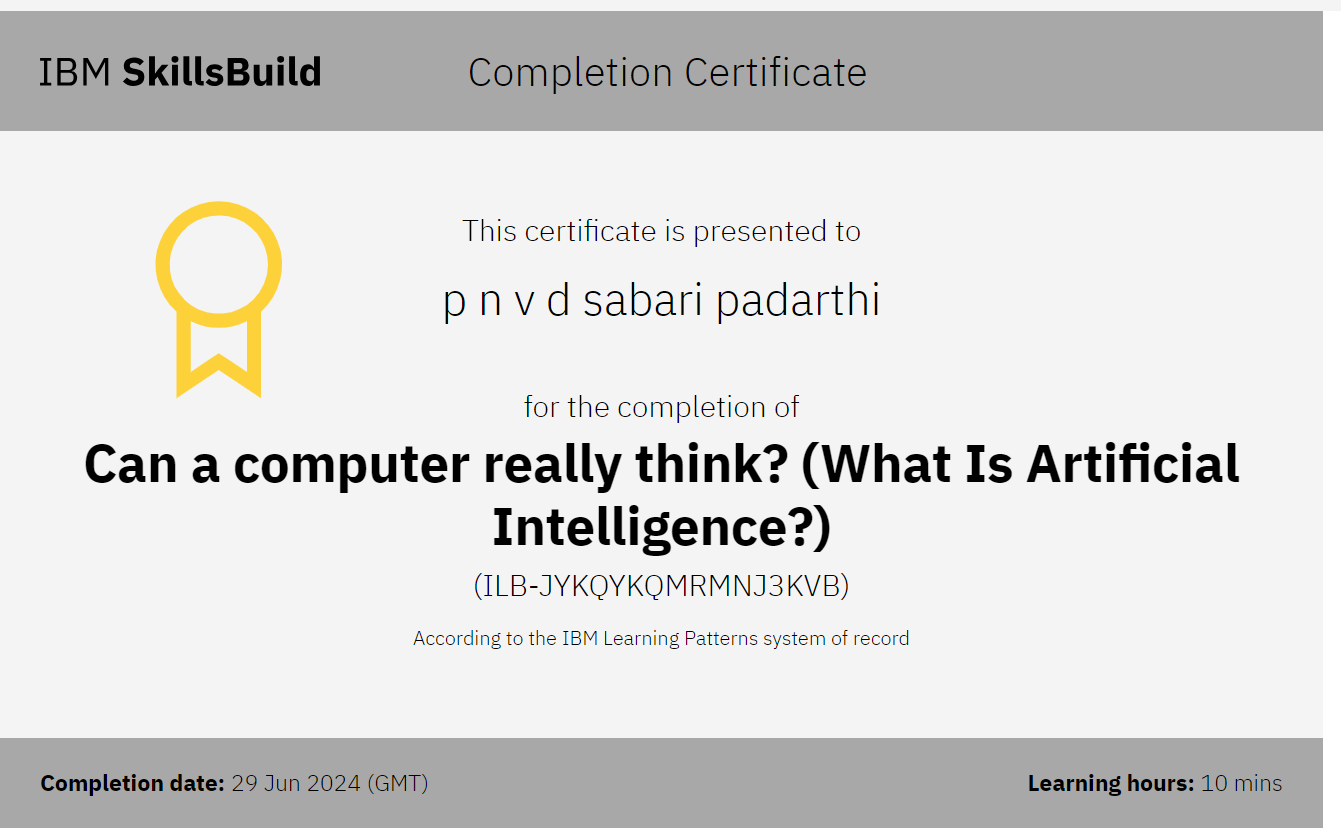 IBM SkillsBuild
Completion Certificate
This certificate is presented to
p n v d sabari padarthi
for the completion of
Can a computer really think? (What Is Artificial
Intelligence?)
(ILB-JYKQYKQMRMNJ3KVB)
According to the IBM Learning Patterns system of record
Completion date: 29 Jun 2024 (GMT)
Learning hours: 10 mins